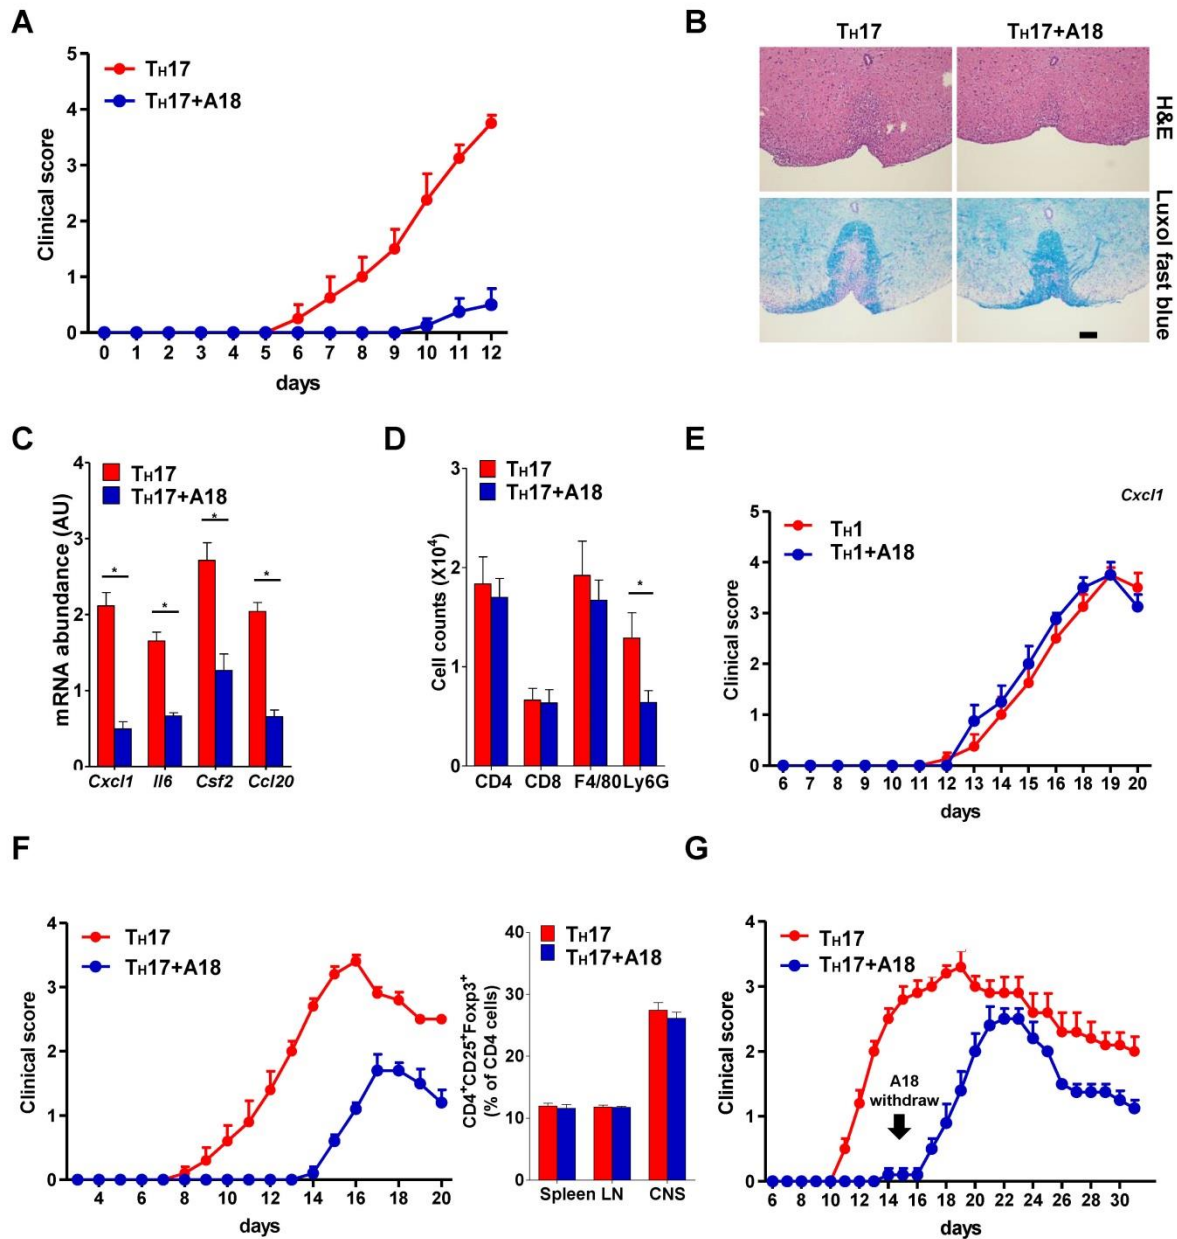 A
5
4
3
2
1
0
Clinical score
TH17
TH17+A18
0 1 2 3 4 5 6 7 8 9 10 11 12
days
B
TH17 TH17+A18
H&E
Luxol fast blue
C
TH17
TH17+A18
4
3
2
1
0
mRNA abundance (AU)
* * * *
Cxcl1 Il6 Csf2 Ccl20
D
TH17
TH17+A18
3
2
1
0
Cell counts (X10⁴)
*
CD4 CD8 F4/80 Ly6G
E
Cxcl1
5
4
3
2
1
0
Clinical score
TH1
TH1+A18
6 7 8 9 10 11 12 13 14 15 16 17 18 19 20
days
F
4
3
2
1
0
Clinical score
TH17
TH17+A18
4 6 8 10 12 14 16 18 20
days
40
30
20
10
0
CD4⁺CD25⁺Foxp3⁺
(% of CD4 cells)
TH17
TH17+A18
Spleen LN CNS
G
4
3
2
1
0
Clinical score
TH17
TH17+A18
A18
withdraw
6 8 10 12 14 16 18 20 22 24 26 28 30
days